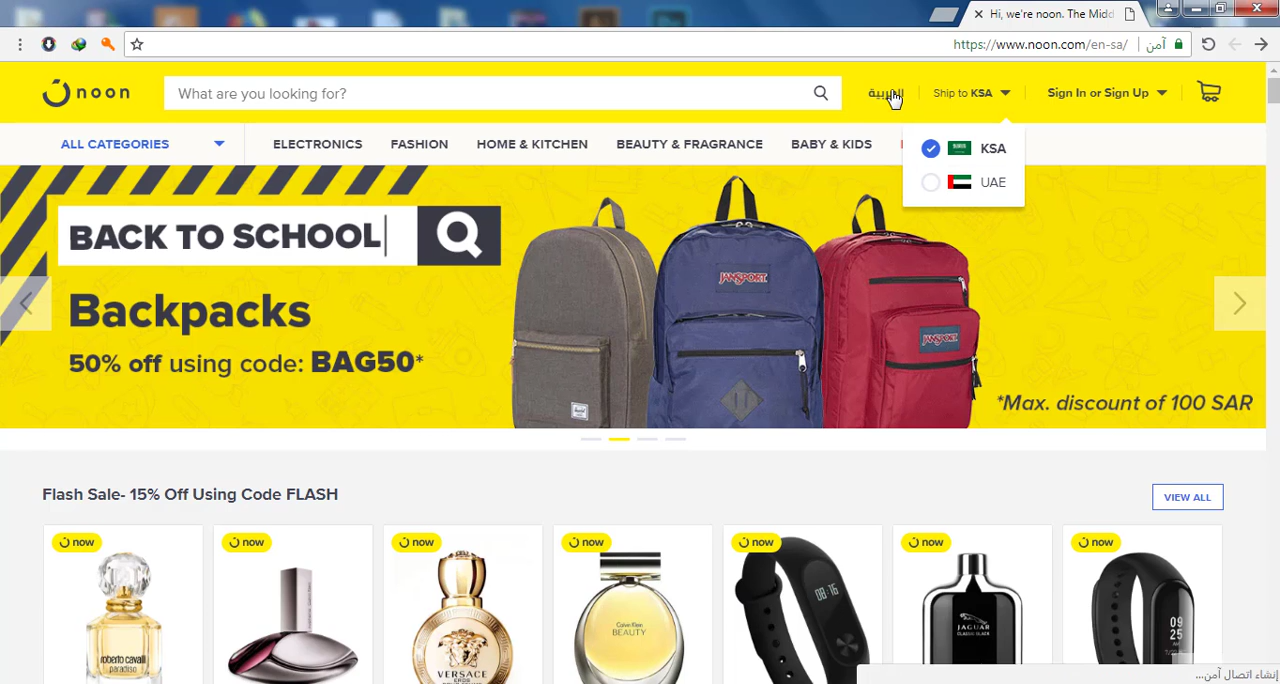 Hi, we're noon. The Midd
https://www.noon.com/en-sa/
آمن
noon
What are you looking for?
العربية
Ship to KSA
Sign In or Sign Up
ALL CATEGORIES
ELECTRONICS
FASHION
HOME & KITCHEN
BEAUTY & FRAGRANCE
BABY & KIDS
KSA
UAE
BACK TO SCHOOL
JANSPORT
JANSPORT
Backpacks
50% off using code: BAG50*
*Max. discount of 100 SAR
Flash Sale- 15% Off Using Code FLASH
VIEW ALL
now
now
now
now
now
now
now
roberto cavalli
paradiso
VERSACE
EROS
Calvin Klein
BEAUTY
08:16
JAGUAR
CLASSIC BLACK
09
25
إنشاء اتصال آمن...